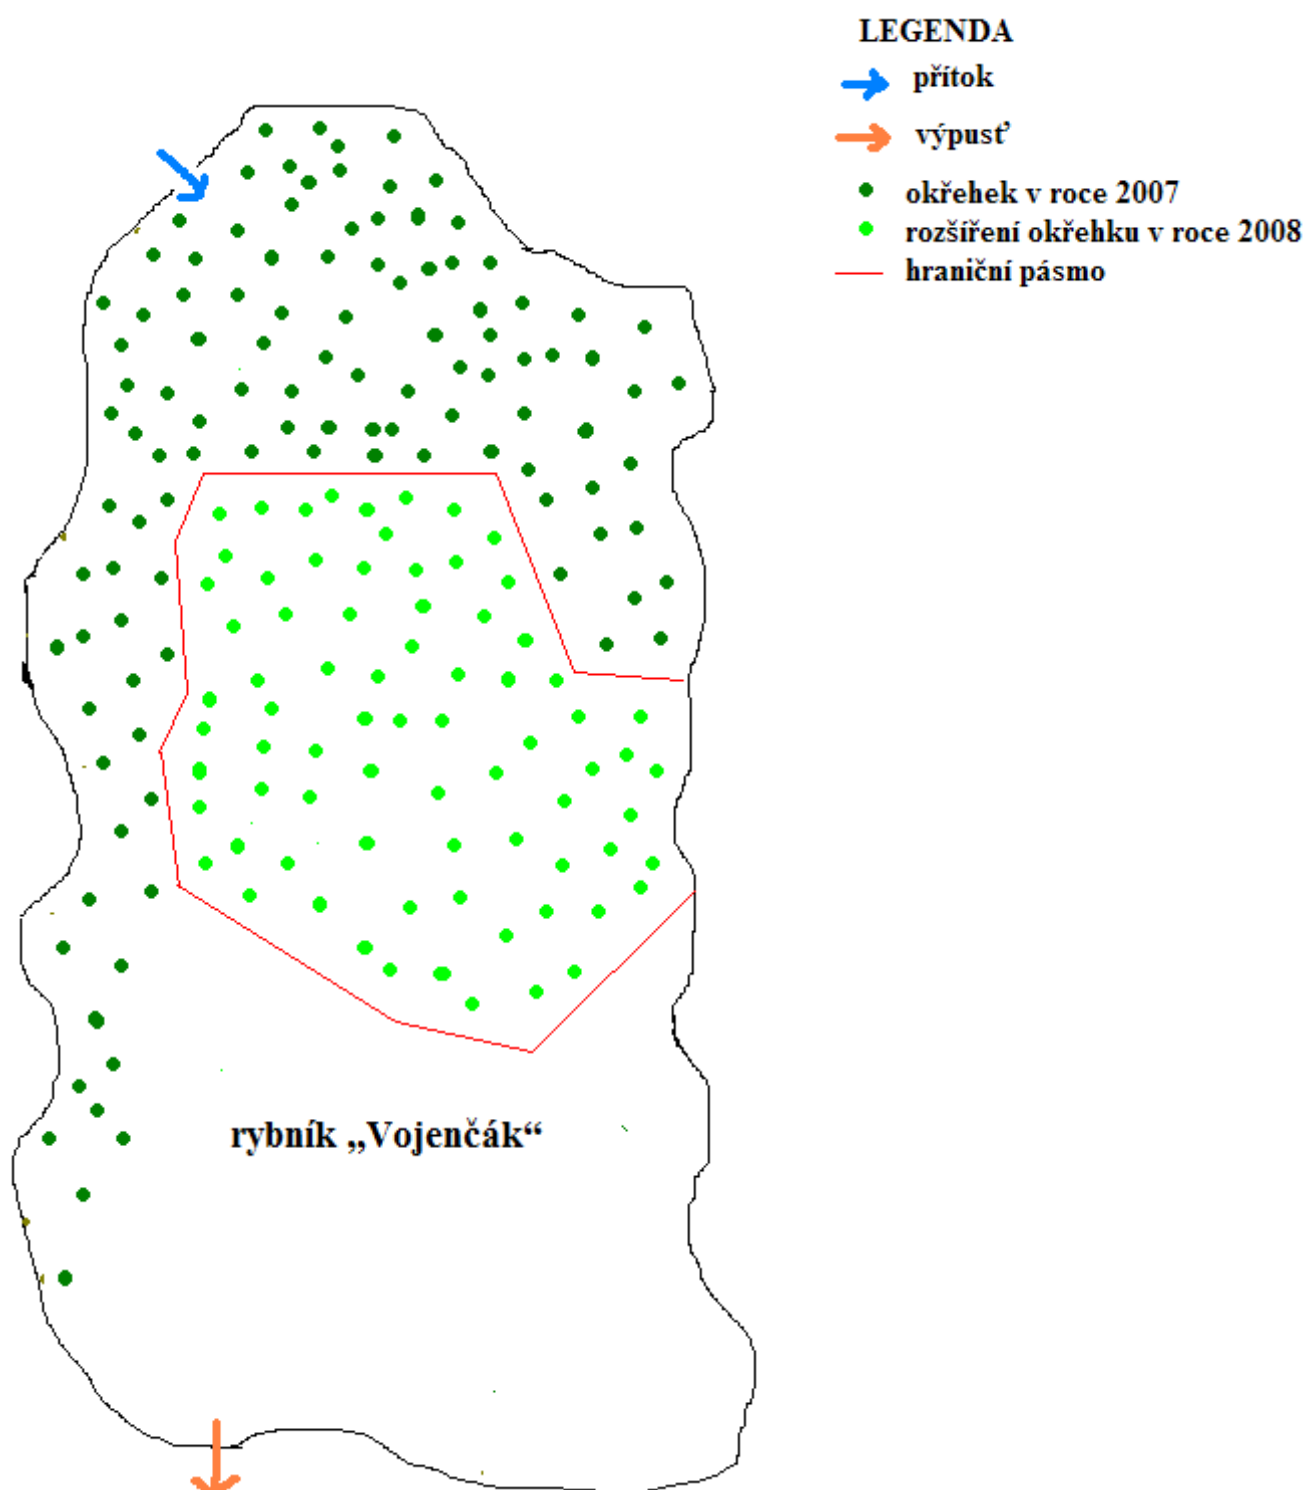 LEGENDA
přítok
výpusť
okřehek v roce 2007
rozšíření okřehku v roce 2008
hraniční pásmo
rybník „Vojenčák“